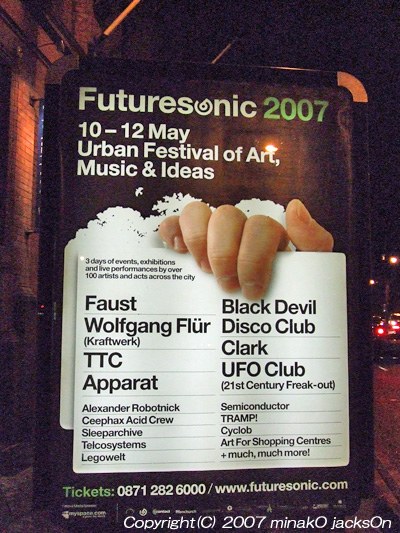 Futuresonic 2007
10 – 12 May
Urban Festival of Art,
Music & Ideas
3 days of events, exhibitions
and live performances by over
100 artists and acts across the city
Faust
Wolfgang Flür
(Kraftwerk)
TTC
Apparat
Alexander Robotnick
Ceephax Acid Crew
Sleeparchive
Telcosystems
Legowelt
Black Devil
Disco Club
Clark
UFO Club
(21st Century Freak-out)
Semiconductor
TRAMP!
Cyclob
Art For Shopping Centres
+ much, much more!
Tickets: 0871 282 6000 / www.futuresonic.com
myspace.com
Copyright(C) 2007 minakO jacksOn